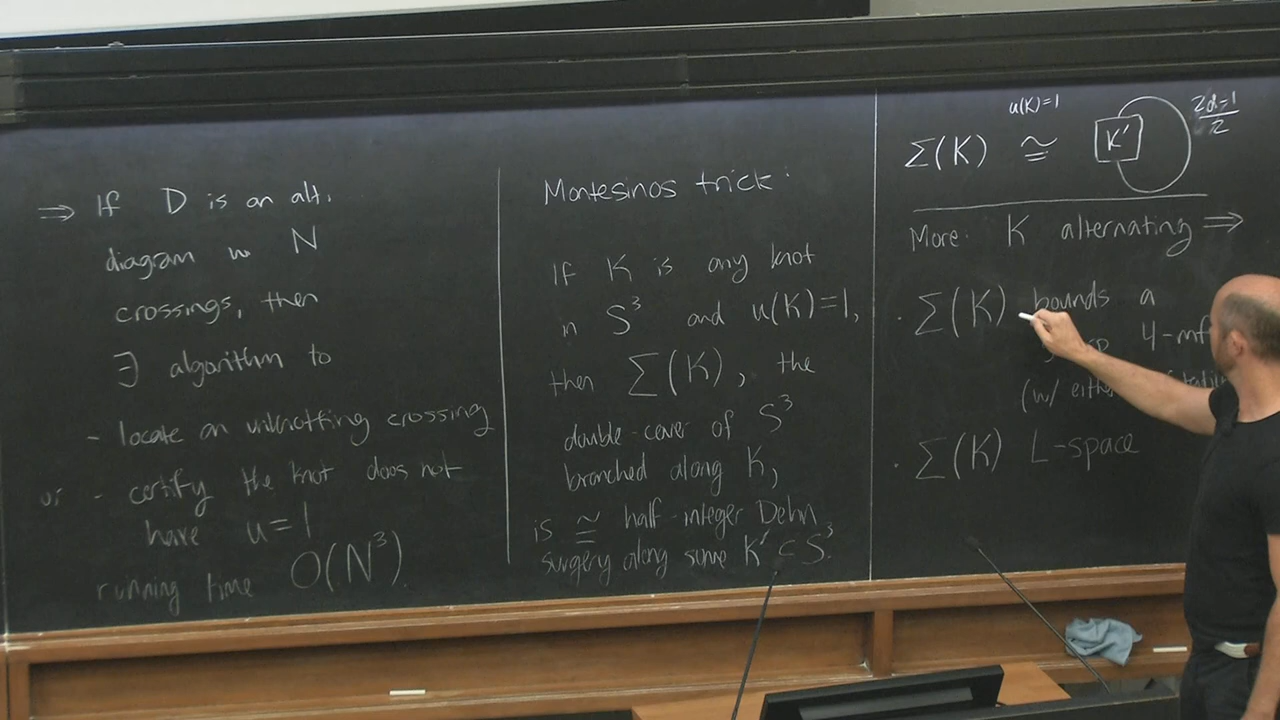 ⇒ If D is an alt.
diagram w N
crossings, then
∃ algorithm to
- locate an unknotting crossing
or - certify the knot does not
have u=1
running time O(N³).
Montesinos trick:
If K is any knot
in S³ and u(K)=1,
then Σ(K), the
double-cover of S³
branched along K,
is ≅ half-integer Dehn
surgery along some K' ⊂ S³.
u(K)=1
Σ(K) ≅ K' 2d-1/2
More: K alternating ⇒
· Σ(K) bounds a
4-mf
(w/
· Σ(K) L-space